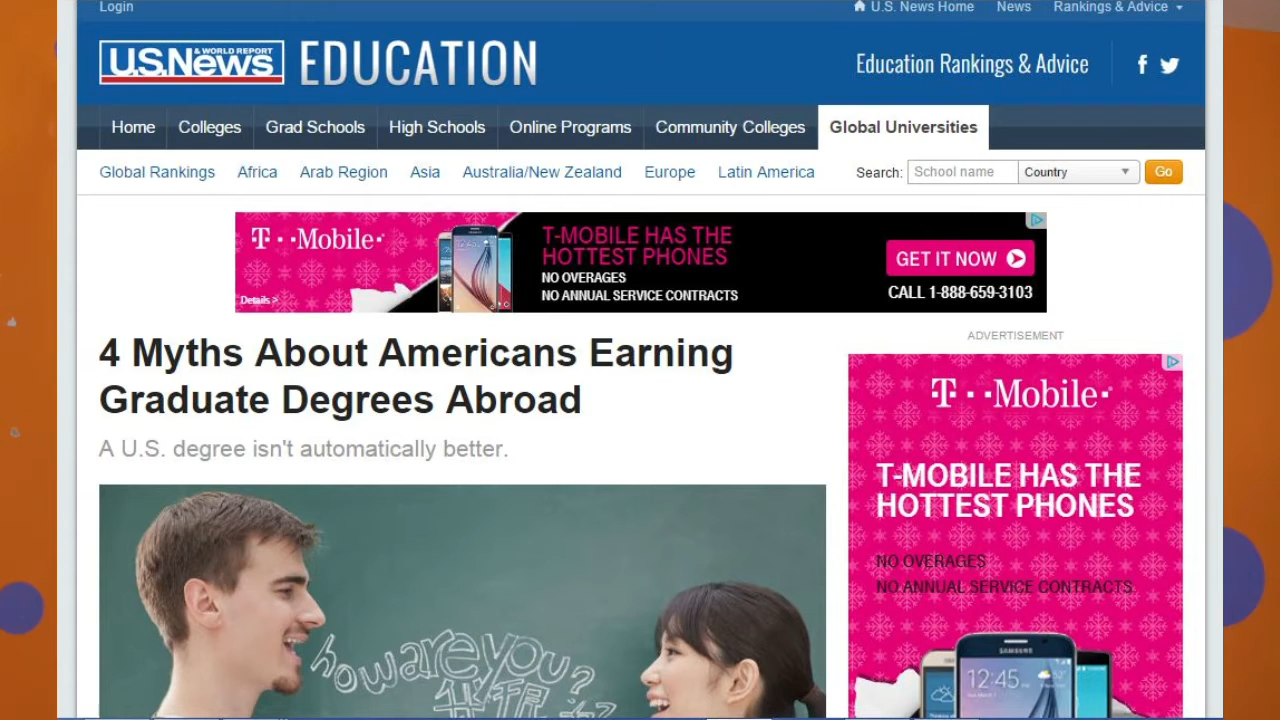 Login
U.S. News Home News Rankings & Advice
U.S.News & WORLD REPORT
EDUCATION
Education Rankings & Advice
Home Colleges Grad Schools High Schools Online Programs Community Colleges Global Universities
Global Rankings Africa Arab Region Asia Australia/New Zealand Europe Latin America Search: School name Country Go
T··Mobile·
T-MOBILE HAS THE
HOTTEST PHONES
NO OVERAGES
NO ANNUAL SERVICE CONTRACTS
Details >
GET IT NOW
CALL 1-888-659-3103
4 Myths About Americans Earning
Graduate Degrees Abroad
A U.S. degree isn't automatically better.
how are you?
ADVERTISEMENT
T··Mobile·
T-MOBILE HAS THE
HOTTEST PHONES
NO OVERAGES
NO ANNUAL SERVICE CONTRACTS
SAMSUNG
12:45